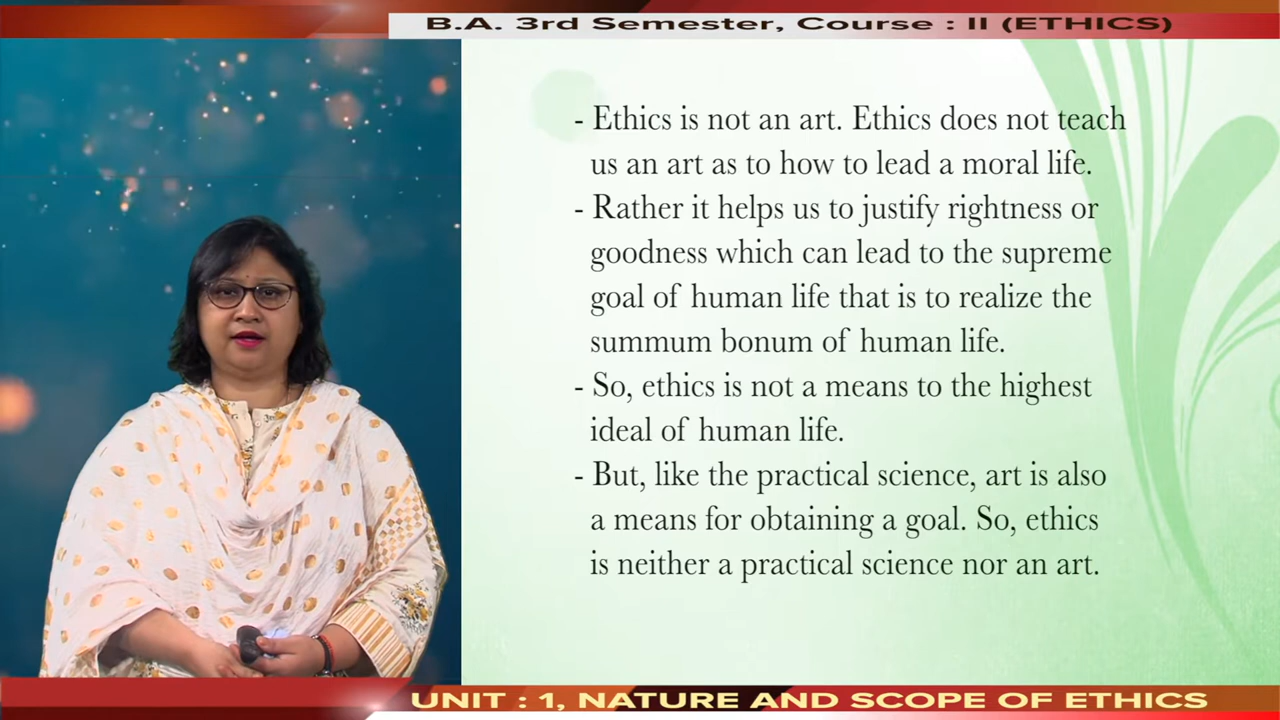 B.A. 3rd Semester, Course : II (ETHICS)
- Ethics is not an art. Ethics does not teach
us an art as to how to lead a moral life.
- Rather it helps us to justify rightness or
goodness which can lead to the supreme
goal of human life that is to realize the
summum bonum of human life.
- So, ethics is not a means to the highest
ideal of human life.
- But, like the practical science, art is also
a means for obtaining a goal. So, ethics
is neither a practical science nor an art.
UNIT : 1, NATURE AND SCOPE OF ETHICS